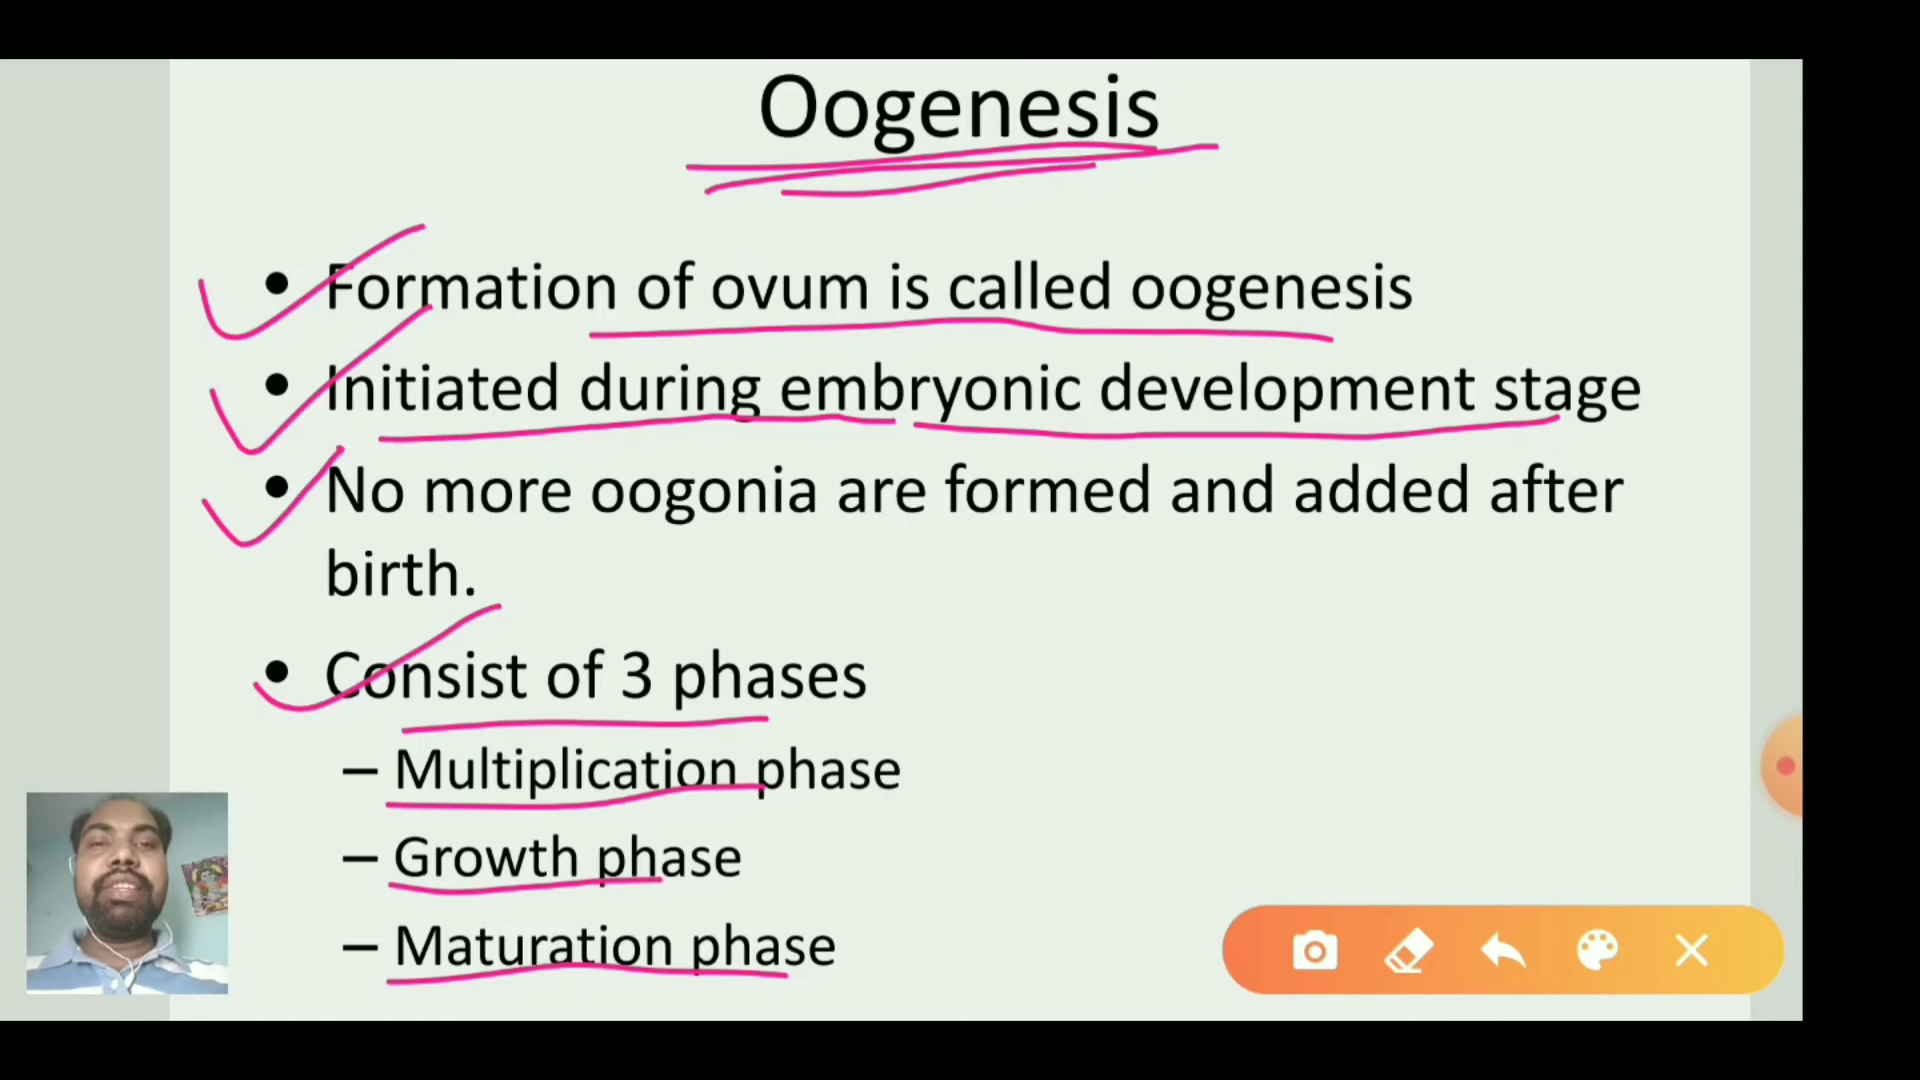 Oogenesis
• Formation of ovum is called oogenesis
• Initiated during embryonic development stage
• No more oogonia are formed and added after
birth.
• Consist of 3 phases
– Multiplication phase
– Growth phase
– Maturation phase